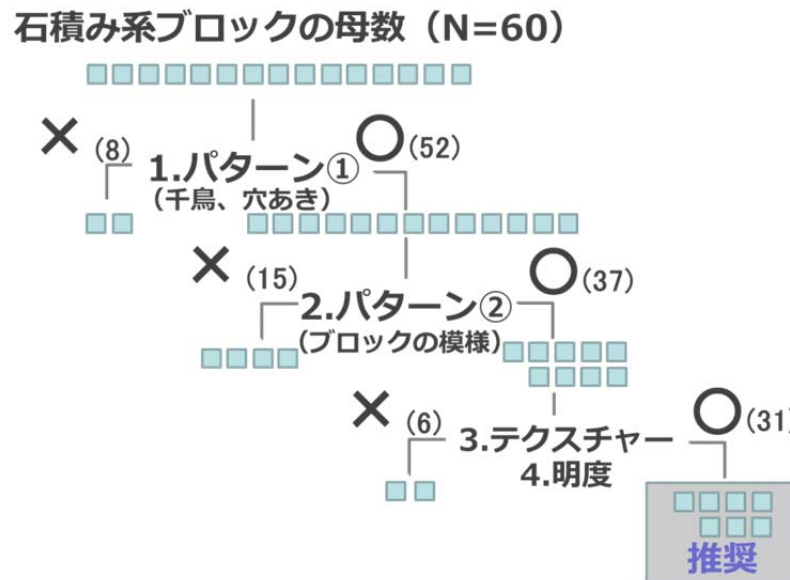 石積み系ブロックの母数（N=60）
× (8)
○(52)
1.パターン①
（千鳥、穴あき）
× (15)
○(37)
2.パターン②
（ブロックの模様）
× (6)
○(31)
3.テクスチャー
4.明度
推奨